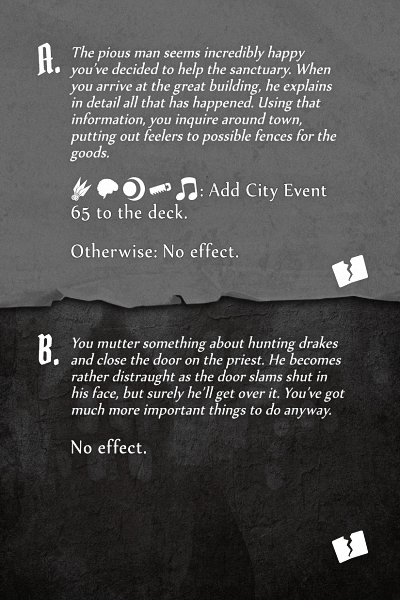 A. The pious man seems incredibly happy
you've decided to help the sanctuary. When
you arrive at the great building, he explains
in detail all that has happened. Using that
information, you inquire around town,
putting out feelers to possible fences for the
goods.
: Add City Event
65 to the deck.
Otherwise: No effect.
B. You mutter something about hunting drakes
and close the door on the priest. He becomes
rather distraught as the door slams shut in
his face, but surely he'll get over it. You've got
much more important things to do anyway.
No effect.